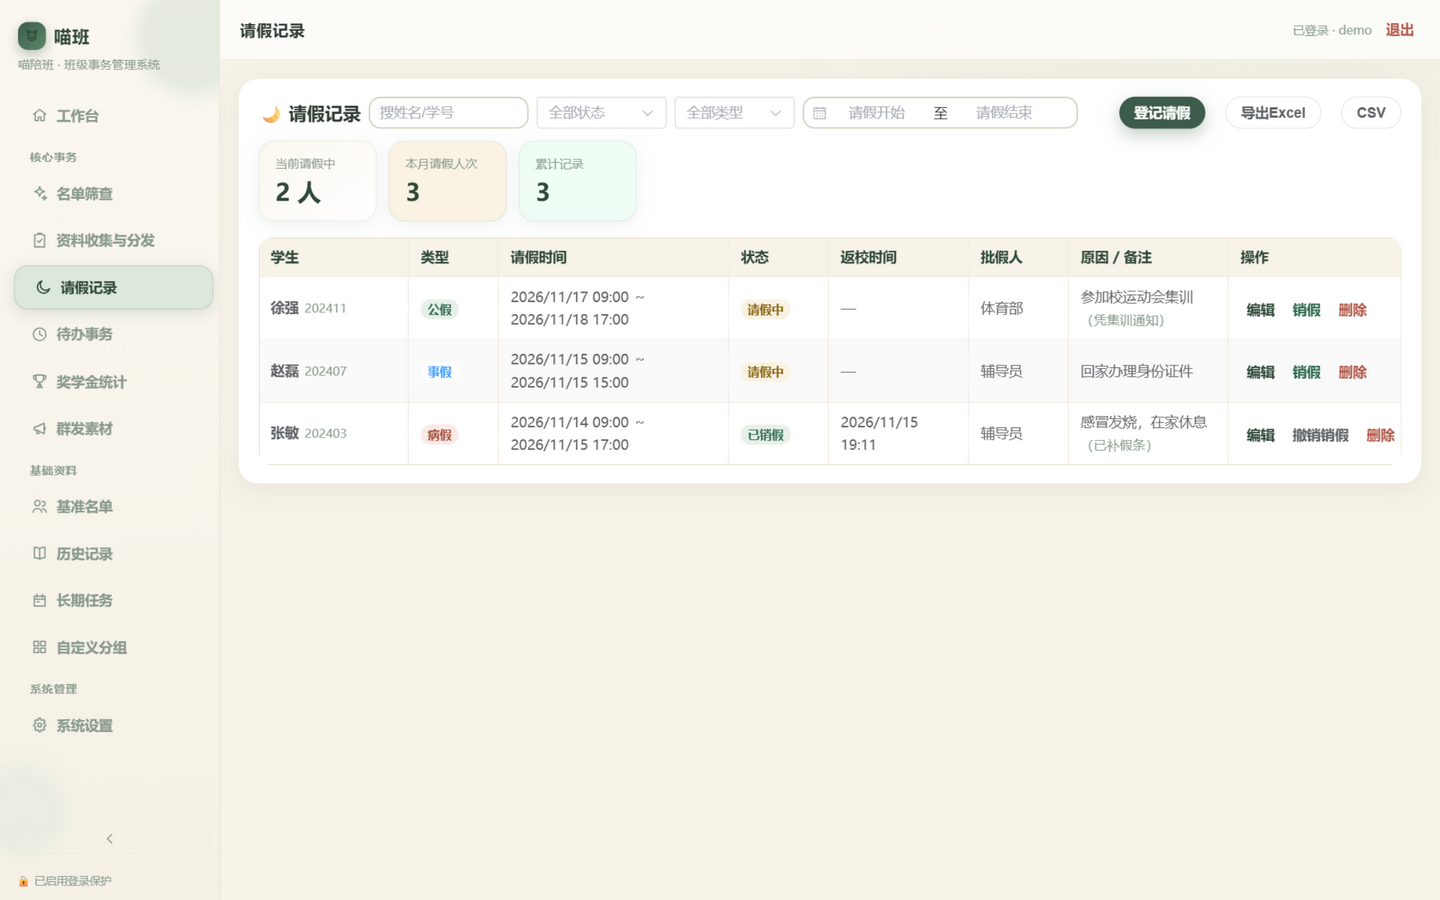 喵班
喵陪班 · 班级事务管理系统
工作台
核心事务
名单筛查
资料收集与分发
请假记录
待办事务
奖学金统计
群发素材
基础资料
基准名单
历史记录
长期任务
自定义分组
系统管理
系统设置
已启用登录保护
请假记录
已登录 · demo 退出
请假记录 搜姓名/学号 全部状态 全部类型 请假开始 至 请假结束 登记请假 导出Excel CSV
当前请假中 本月请假人次 累计记录
2 人 3 3
学生 类型 请假时间 状态 返校时间 批假人 原因 / 备注 操作
徐强 202411 公假 2026/11/17 09:00 ~ 请假中 — 体育部 参加校运动会集训 编辑 销假 删除
2026/11/18 17:00 （凭集训通知）
赵磊 202407 事假 2026/11/15 09:00 ~ 请假中 — 辅导员 回家办理身份证件 编辑 销假 删除
2026/11/15 15:00
张敏 202403 病假 2026/11/14 09:00 ~ 已销假 2026/11/15 辅导员 感冒发烧，在家休息 编辑 撤销销假 删除
2026/11/15 17:00 19:11 （已补假条）